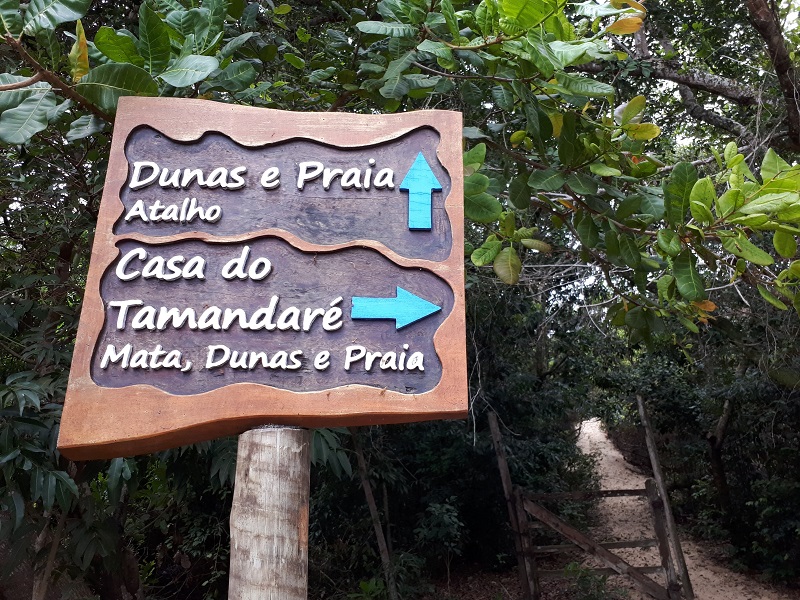 Dunas e Praia
Atalho
Casa do
Tamandaré
Mata, Dunas e Praia